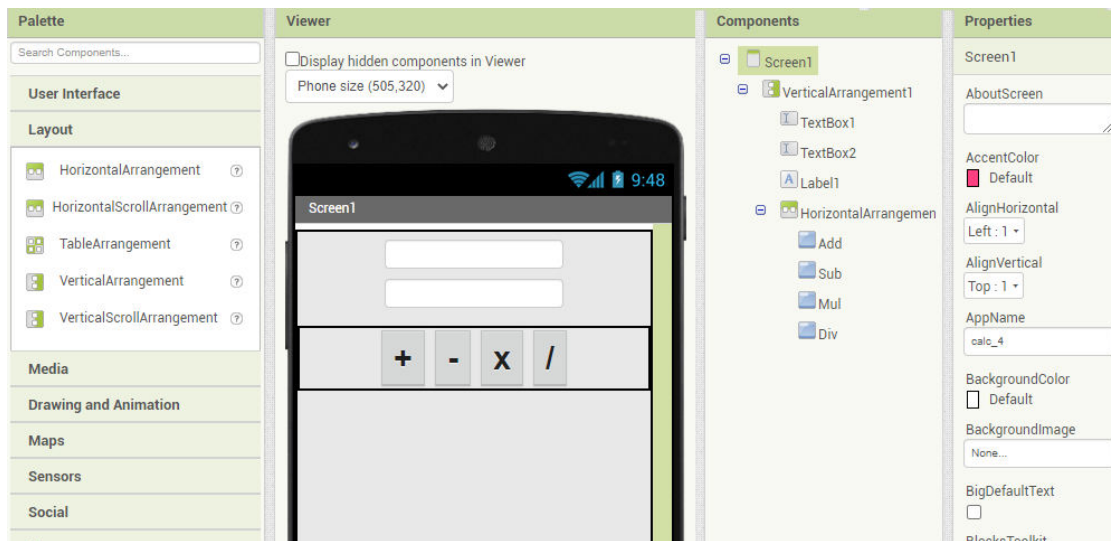 Palette
Search Components...
User Interface
Layout
HorizontalArrangement ?
HorizontalScrollArrangement ?
TableArrangement ?
VerticalArrangement ?
VerticalScrollArrangement ?
Media
Drawing and Animation
Maps
Sensors
Social
Viewer
Display hidden components in Viewer
Phone size (505,320)
9:48
Screen1
+ - x /
Components
Screen1
VerticalArrangement1
TextBox1
TextBox2
A Label1
HorizontalArrangemen
Add
Sub
Mul
Div
Properties
Screen1
AboutScreen
AccentColor
Default
AlignHorizontal
Left : 1
AlignVertical
Top : 1
AppName
calc_4
BackgroundColor
Default
BackgroundImage
None...
BigDefaultText
BlocksToolkit